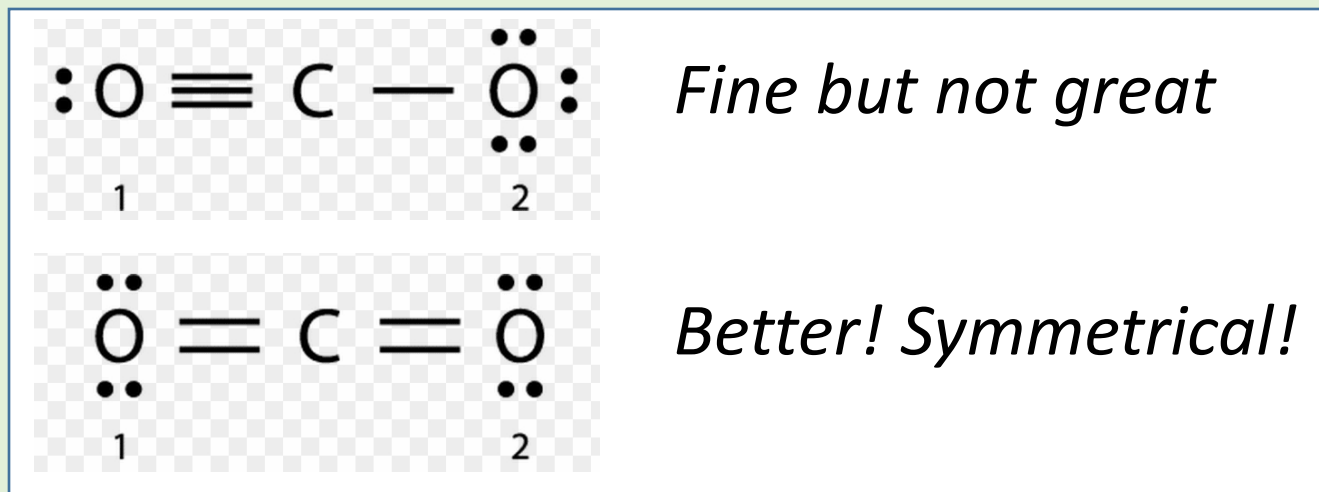 :O≡C—Ö: Fine but not great
1 2
Ö=C=Ö Better! Symmetrical!
1 2